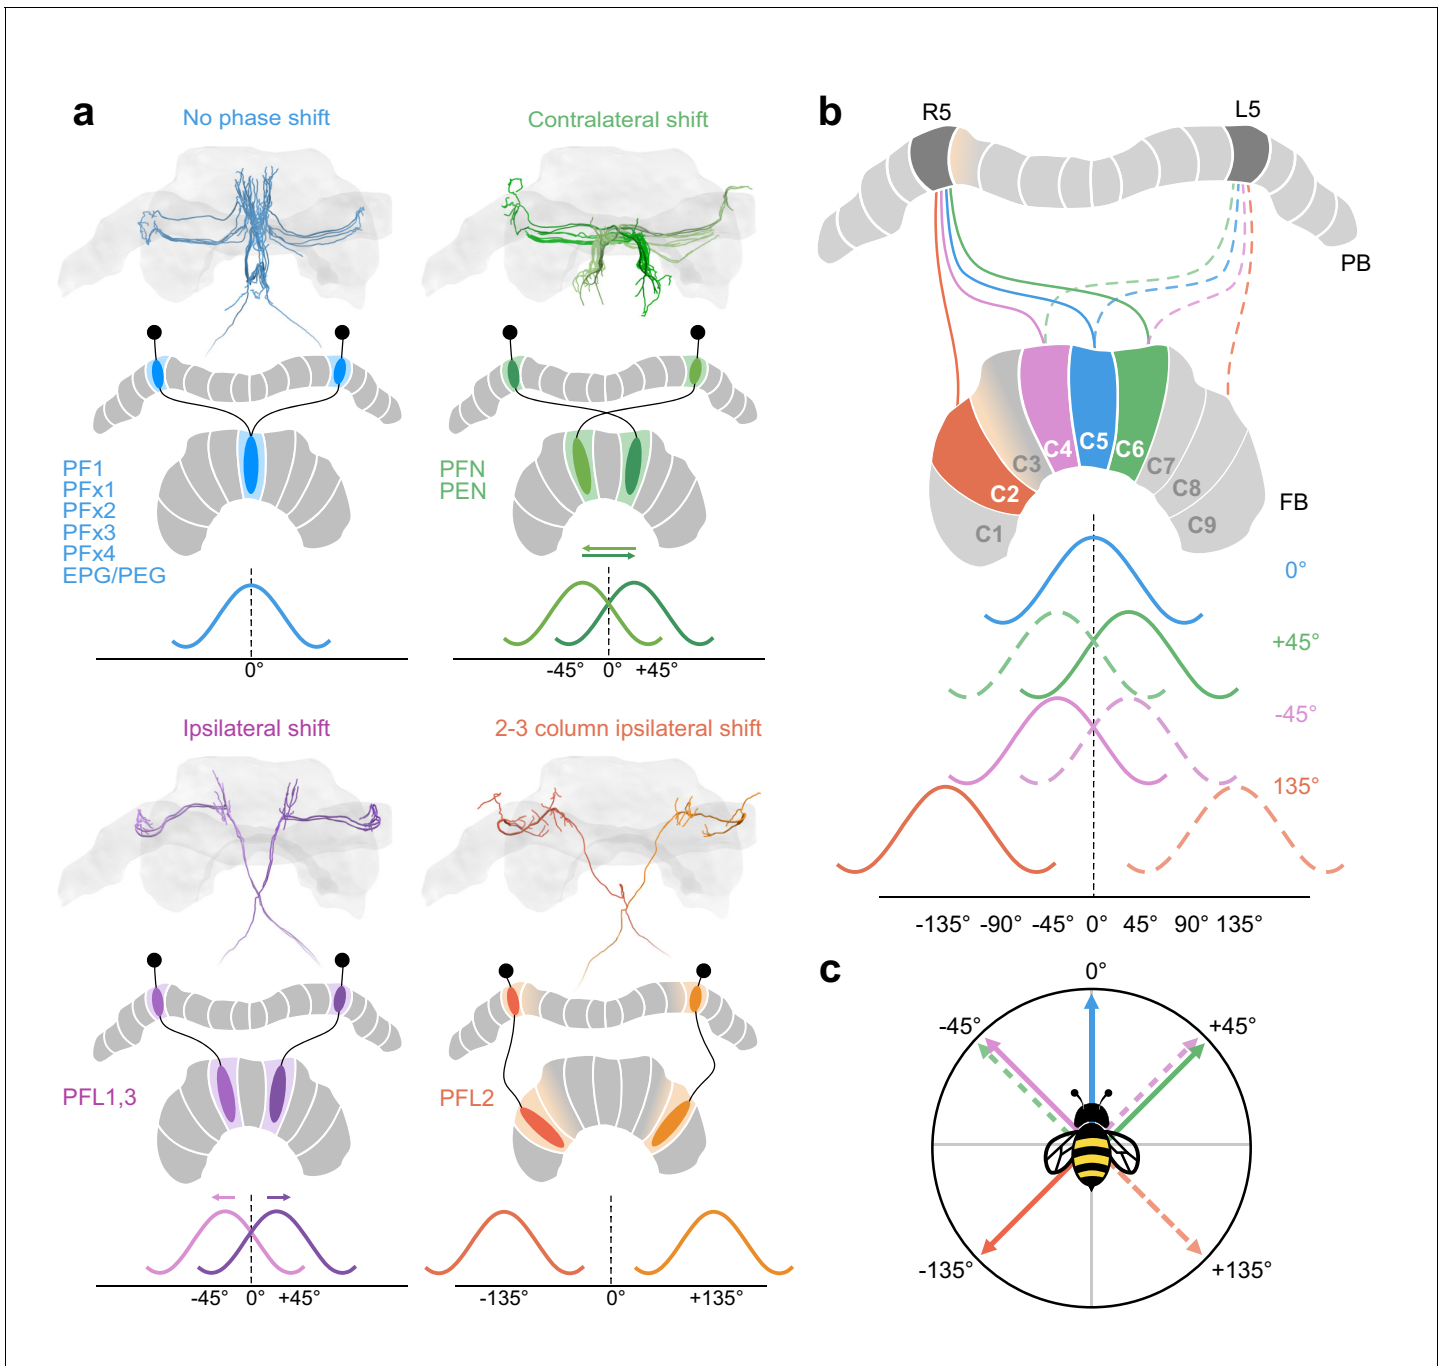 a
No phase shift
Contralateral shift
PF1
PFx1
PFx2
PFx3
PFx4
EPG/PEG
PFN
PEN
0°
-45° 0° +45°
Ipsilateral shift
2-3 column ipsilateral shift
PFL1,3
PFL2
-45° 0° +45°
-135° 0° +135°
b
R5
L5
PB
C1
C2
C3
C4
C5
C6
C7
C8
C9
FB
0°
+45°
-45°
135°
-135° -90° -45° 0° 45° 90° 135°
c
0°
-45°
+45°
-135°
+135°